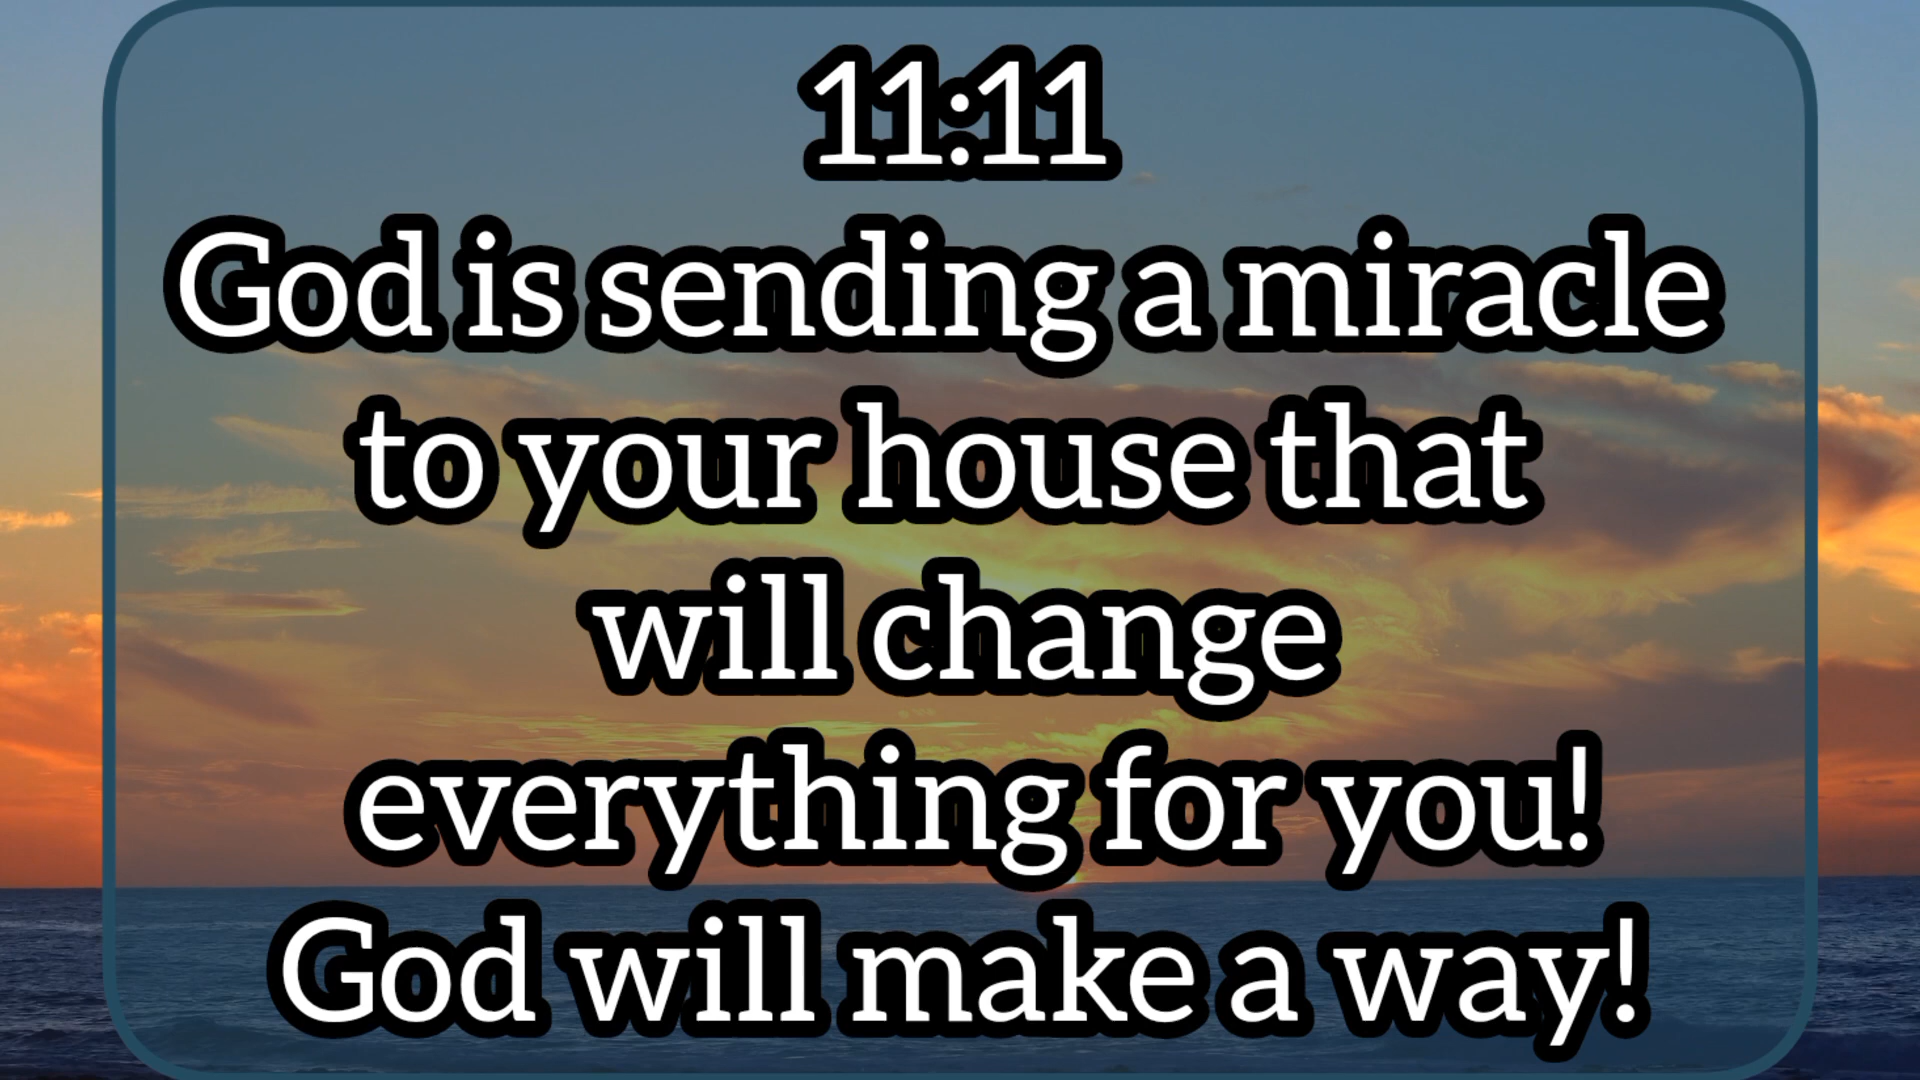 11:11
God is sending a miracle
to your house that
will change
everything for you!
God will make a way!